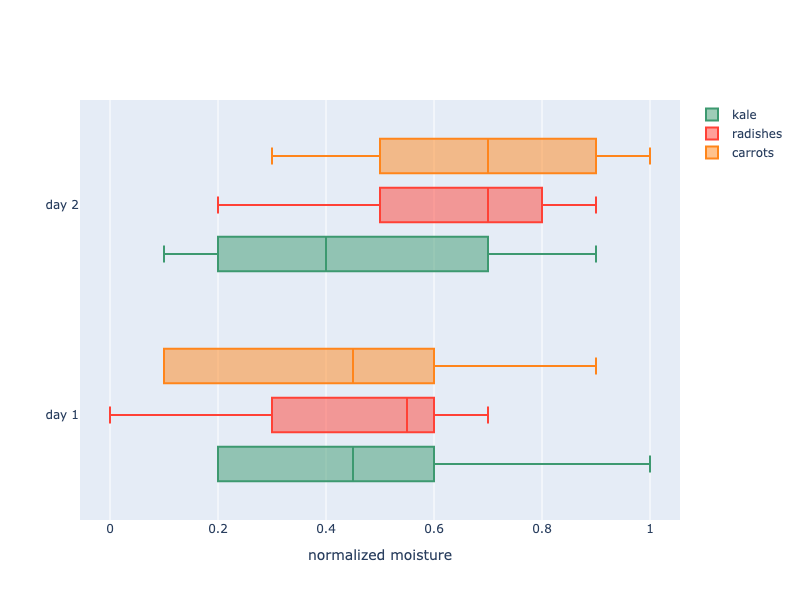 kale
radishes
carrots
day 2
day 1
0 0.2 0.4 0.6 0.8 1
normalized moisture